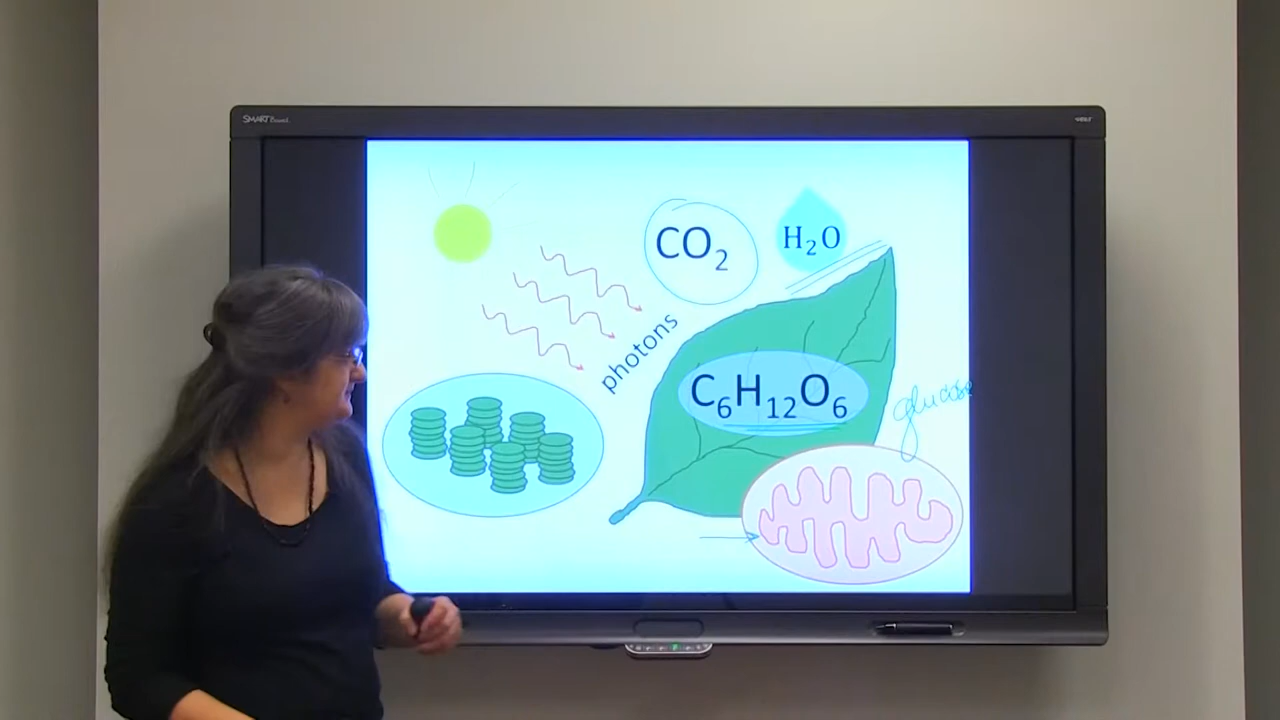 SMART Board
CO₂
H₂O
photons
C₆H₁₂O₆
glucose